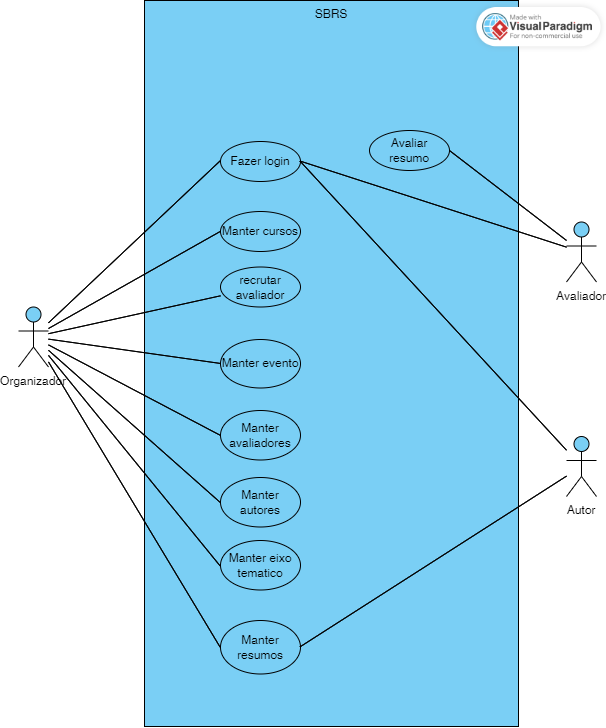 SBRS
Made with
Visual Paradigm
For non-commercial use
Fazer login
Avaliar
resumo
Manter cursos
recrutar
avaliador
Avaliador
Organizador
Manter evento
Manter
avaliadores
Manter
autores
Autor
Manter eixo
tematico
Manter
resumos